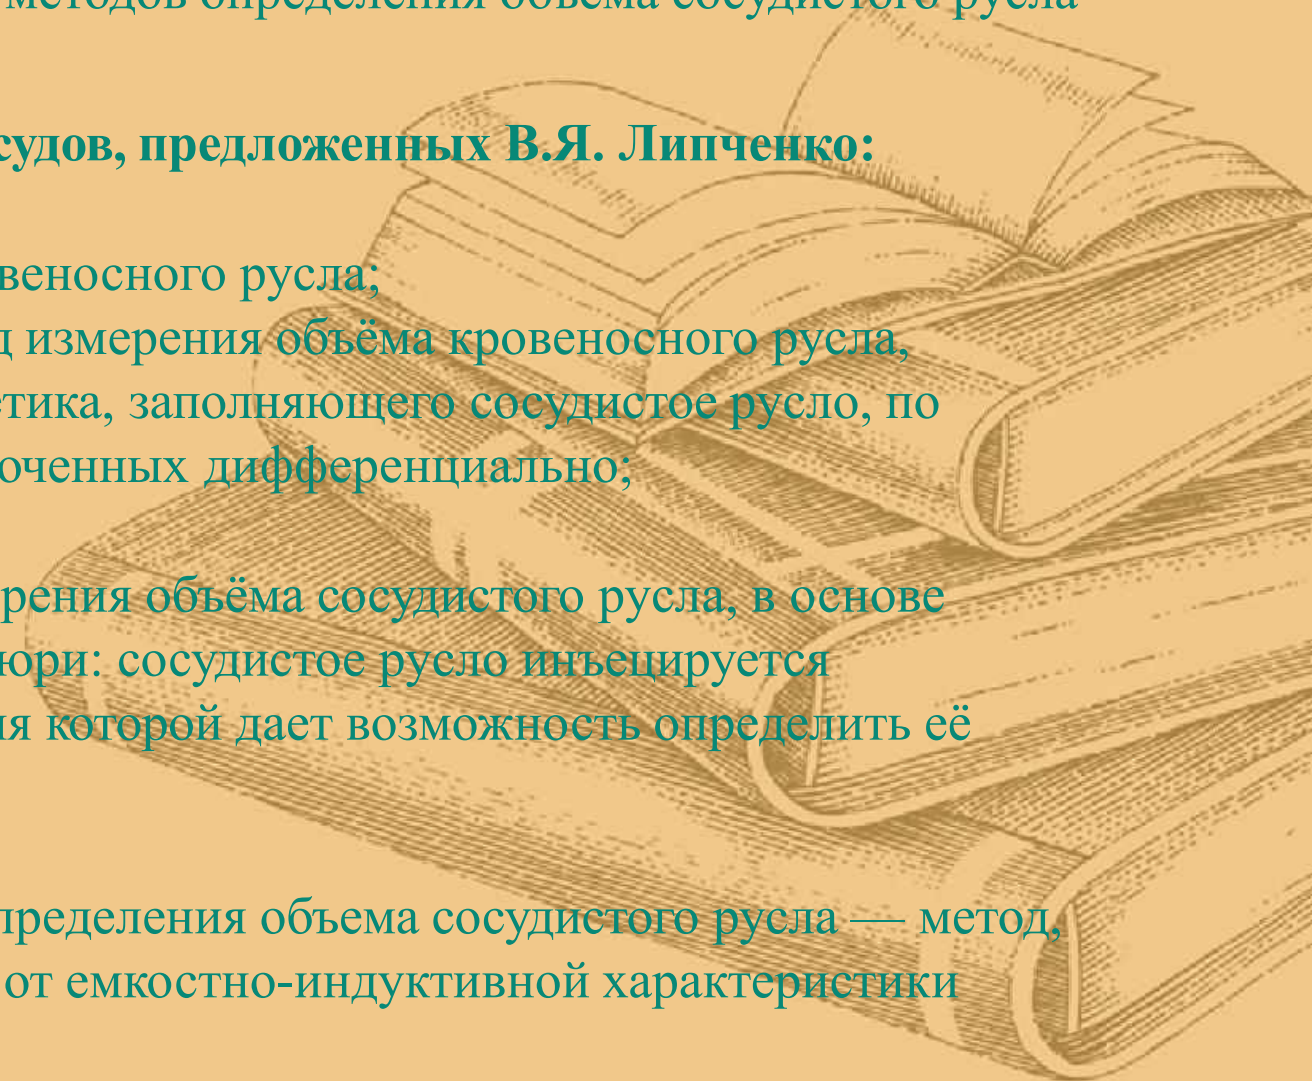 методов определения объема сосудистого русла
судов, предложенных В.Я. Липченко:
веносного русла;
д измерения объёма кровеносного русла,
етика, заполняющего сосудистое русло, по
оченных дифференциально;
рения объёма сосудистого русла, в основе
юри: сосудистое русло инъецируется
ия которой дает возможность определить её
пределения объема сосудистого русла — метод,
от емкостно-индуктивной характеристики